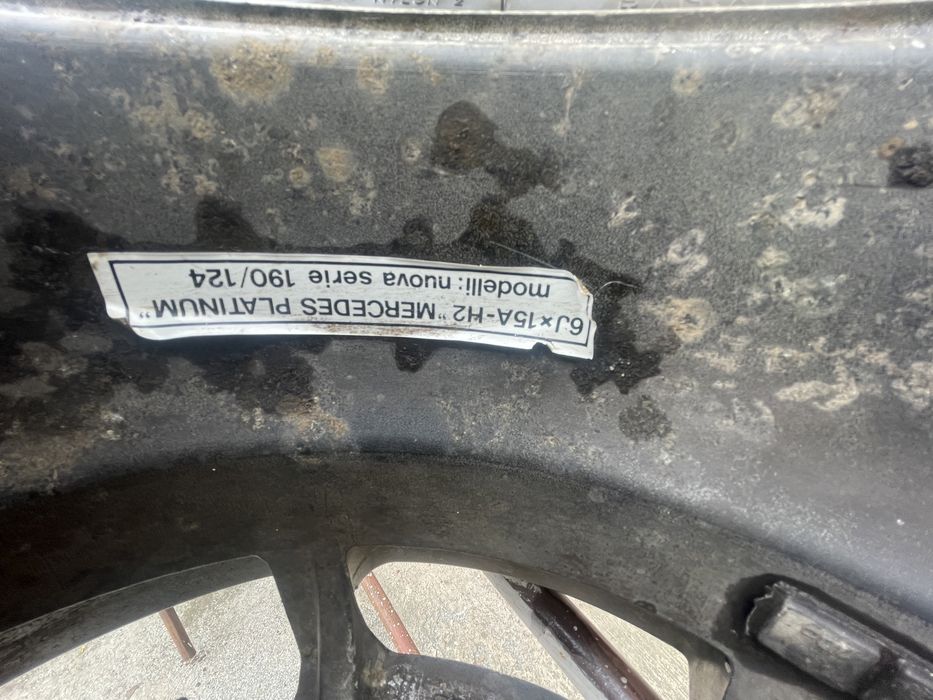 6J×15A-H2 "MERCEDES PLATINUM"
modelli: nuova serie 190/124